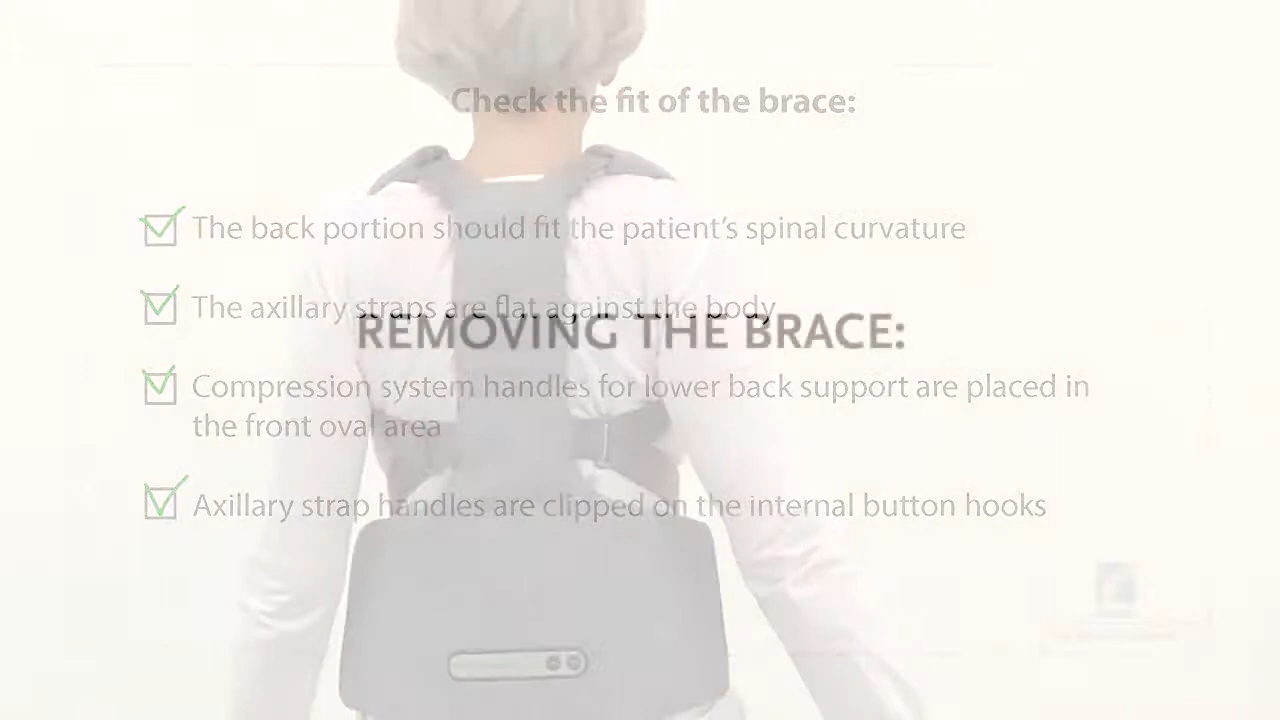 Check the fit of the brace:
The back portion should fit the patient's spinal curvature
The axillary straps are flat against the body
REMOVING THE BRACE:
Compression system handles for lower back support are placed in
the front oval area
Axillary strap handles are clipped on the internal button hooks